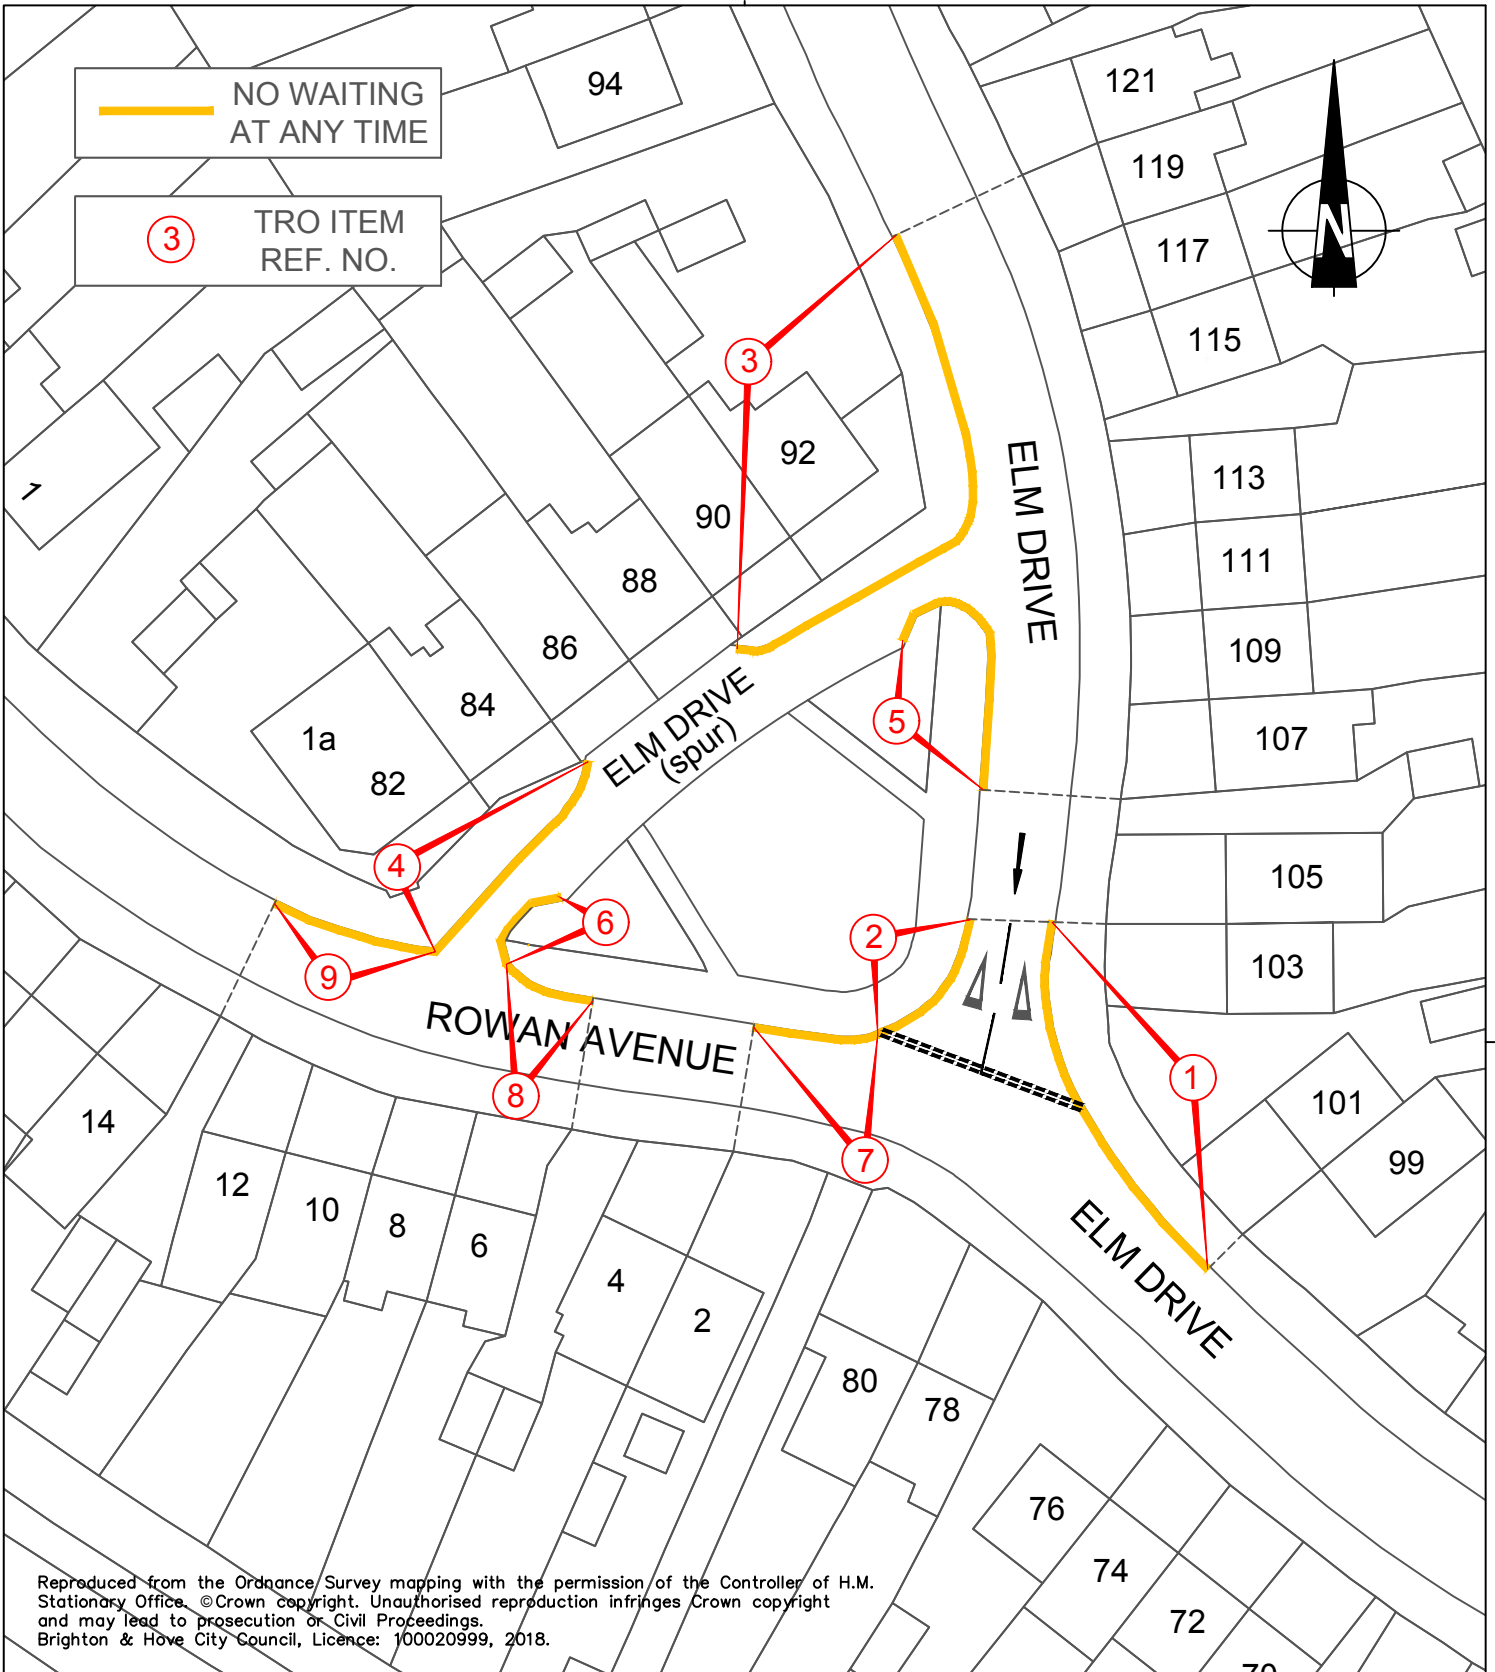 NO WAITING
AT ANY TIME
3
TRO ITEM
REF. NO.
94
121
119
117
115
N
3
92
90
88
86
84
1a
82
1
ELM DRIVE
113
111
109
107
105
103
101
99
ELM DRIVE
(spur)
5
4
6
2
9
8
7
1
ROWAN AVENUE
ELM DRIVE
14
12
10
8
6
4
2
80
78
76
74
72
Reproduced from the Ordnance Survey mapping with the permission of the Controller of H.M.
Stationary Office. ©Crown copyright. Unauthorised reproduction infringes Crown copyright
and may lead to prosecution or Civil Proceedings.
Brighton & Hove City Council, Licence: 100020999, 2018.